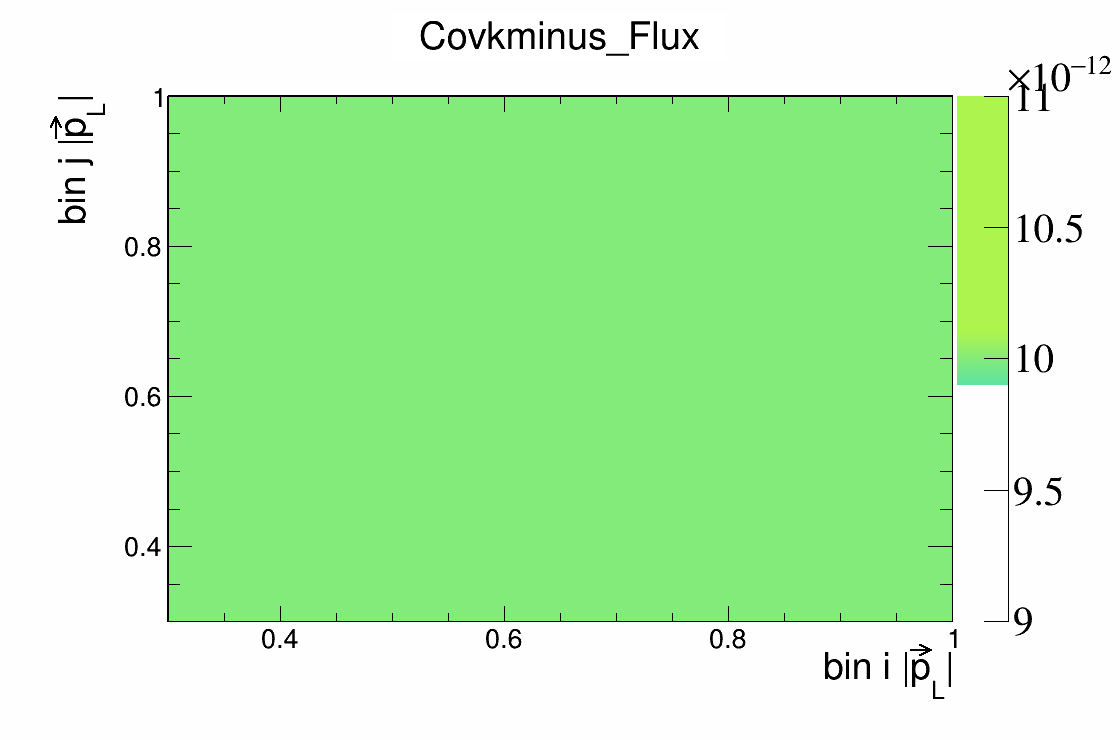 Covkminus_Flux
×10⁻¹²
bin j |p⃗_L|
1
0.8
0.6
0.4
11
10.5
10
9.5
9
0.4 0.6 0.8 1
bin i |p⃗_L|